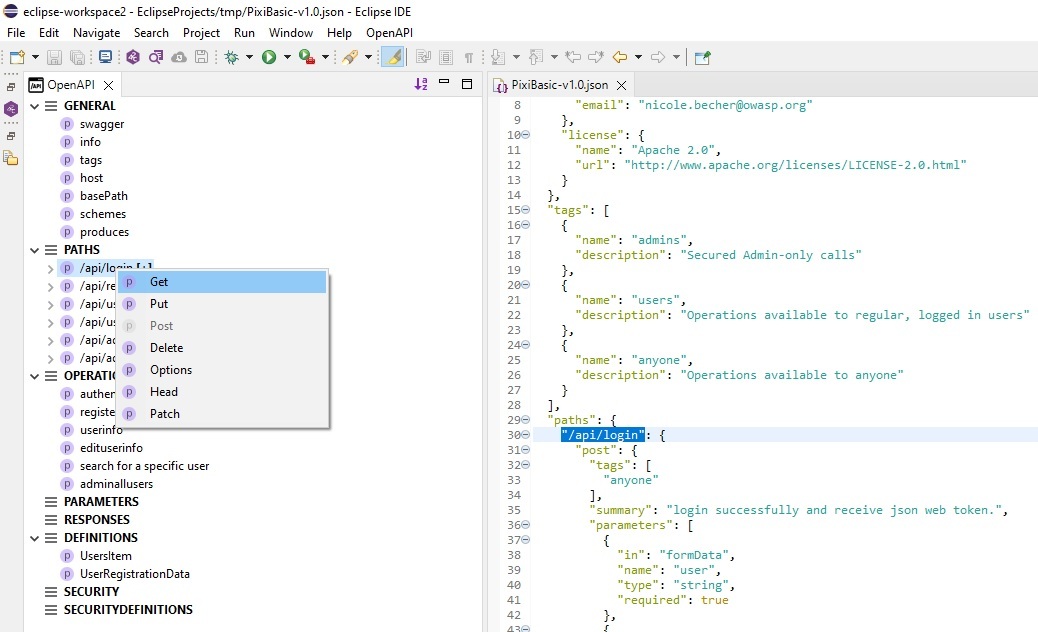 eclipse-workspace2 - EclipseProjects/tmp/PixiBasic-v1.0.json - Eclipse IDE
File Edit Navigate Search Project Run Window Help OpenAPI
/API/ OpenAPI
GENERAL
swagger
info
tags
host
basePath
schemes
produces
PATHS
/api/login [+]
/api/re
/api/us
/api/us
/api/ac
/api/ac
Get
Put
Post
Delete
Options
Head
Patch
OPERATIO
authen
registe
userinfo
edituserinfo
search for a specific user
adminallusers
PARAMETERS
RESPONSES
DEFINITIONS
UsersItem
UserRegistrationData
SECURITY
SECURITYDEFINITIONS
PixiBasic-v1.0.json
8 "email": "nicole.becher@owasp.org"
9 },
10 "license": {
11 "name": "Apache 2.0",
12 "url": "http://www.apache.org/licenses/LICENSE-2.0.html"
13 }
14 },
15 "tags": [
16 {
17 "name": "admins",
18 "description": "Secured Admin-only calls"
19 },
20 {
21 "name": "users",
22 "description": "Operations available to regular, logged in users"
23 },
24 {
25 "name": "anyone",
26 "description": "Operations available to anyone"
27 }
28 ],
29 "paths": {
30 "/api/login": {
31 "post": {
32 "tags": [
33 "anyone"
34 ],
35 "summary": "login successfully and receive json web token.",
36 "parameters": [
37 {
38 "in": "formData",
39 "name": "user",
40 "type": "string",
41 "required": true
42 },
43 {